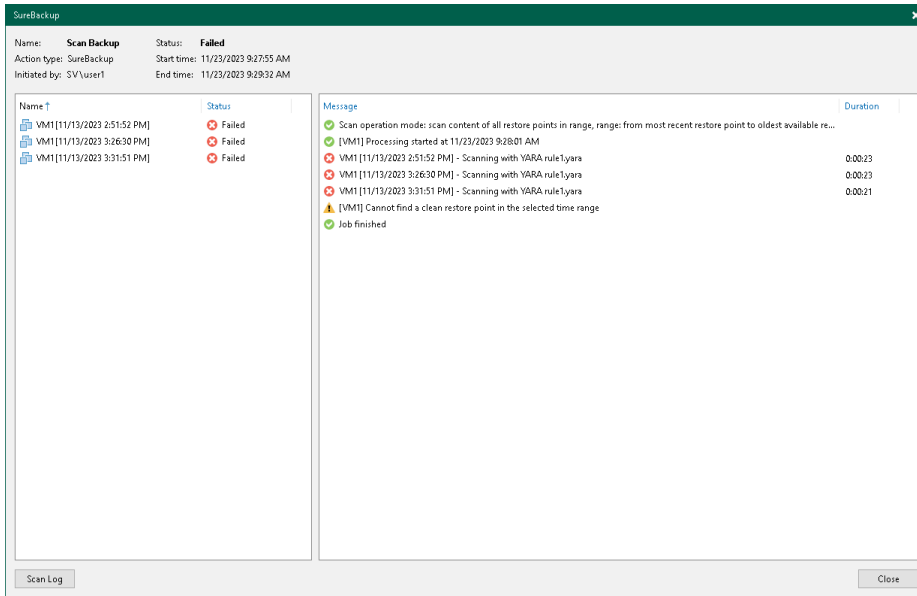 SureBackup
Name: Scan Backup Status: Failed
Action type: SureBackup Start time: 11/23/2023 9:27:55 AM
Initiated by: SV\user1 End time: 11/23/2023 9:29:32 AM
Name Status
VM1 [11/13/2023 2:51:52 PM] Failed
VM1 [11/13/2023 3:26:30 PM] Failed
VM1 [11/13/2023 3:31:51 PM] Failed
Message Duration
Scan operation mode: scan content of all restore points in range, range: from most recent restore point to oldest available re...
[VM1] Processing started at 11/23/2023 9:28:01 AM
VM1 [11/13/2023 2:51:52 PM] - Scanning with YARA rule1.yara 0:00:23
VM1 [11/13/2023 3:26:30 PM] - Scanning with YARA rule1.yara 0:00:23
VM1 [11/13/2023 3:31:51 PM] - Scanning with YARA rule1.yara 0:00:21
[VM1] Cannot find a clean restore point in the selected time range
Job finished
Scan Log Close